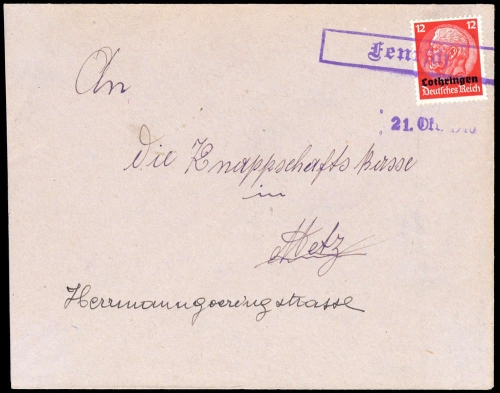 12 12
Lothringen
Deutsches Reich
21. Okt.
An
die Knappschaftskasse
in
Metz
Herrmanngoeringstrasse